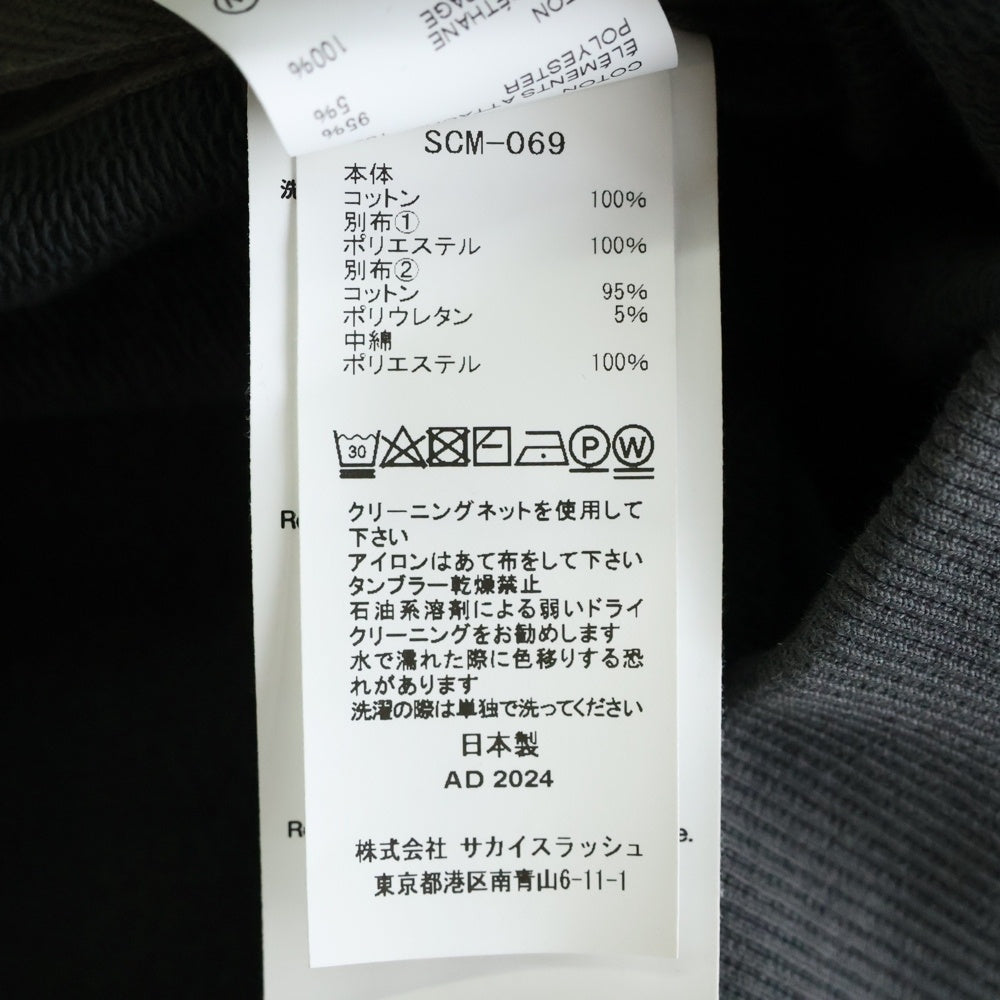 100%
5%
95%
POLYESTER
SCM-069
本体
コットン 100%
別布①
ポリエステル 100%
別布②
コットン 95%
ポリウレタン 5%
中綿
ポリエステル 100%
洗
30 P W
クリーニングネットを使用して
下さい
アイロンはあて布をして下さい
タンブラー乾燥禁止
石油系溶剤による弱いドライ
クリーニングをお勧めします
水で濡れた際に色移りする恐
れがあります
洗濯の際は単独で洗ってください
日本製
AD 2024
株式会社 サカイスラッシュ
東京都港区南青山6-11-1